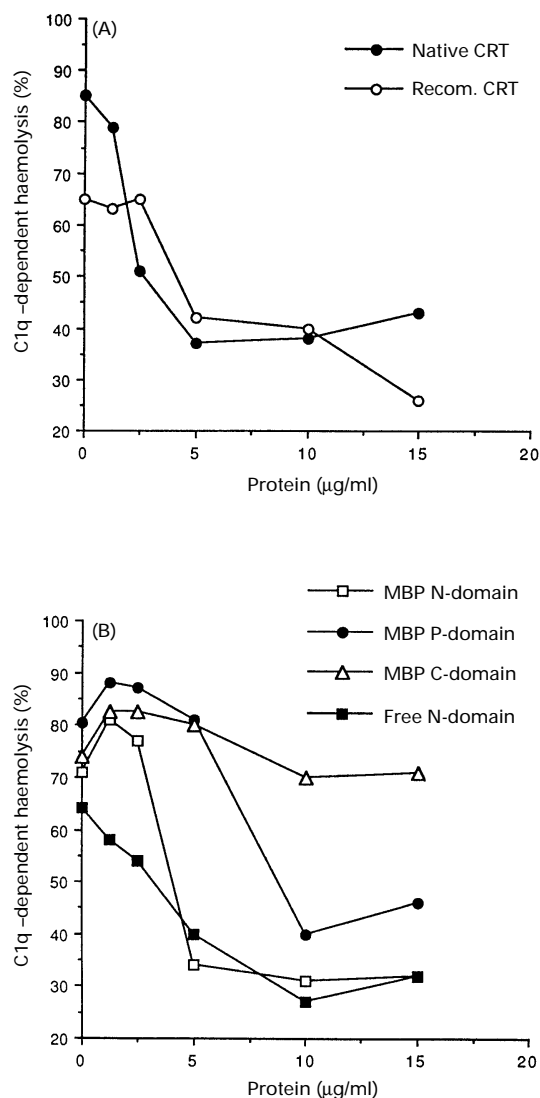 (A)
Native CRT
Recom. CRT
100
90
80
70
60
50
40
30
20
C1q –dependent haemolysis (%)
0
5
10
15
20
Protein (µg/ml)
MBP N-domain
MBP P-domain
MBP C-domain
Free N-domain
(B)
100
90
80
70
60
50
40
30
20
C1q –dependent haemolysis (%)
0
5
10
15
20
Protein (µg/ml)